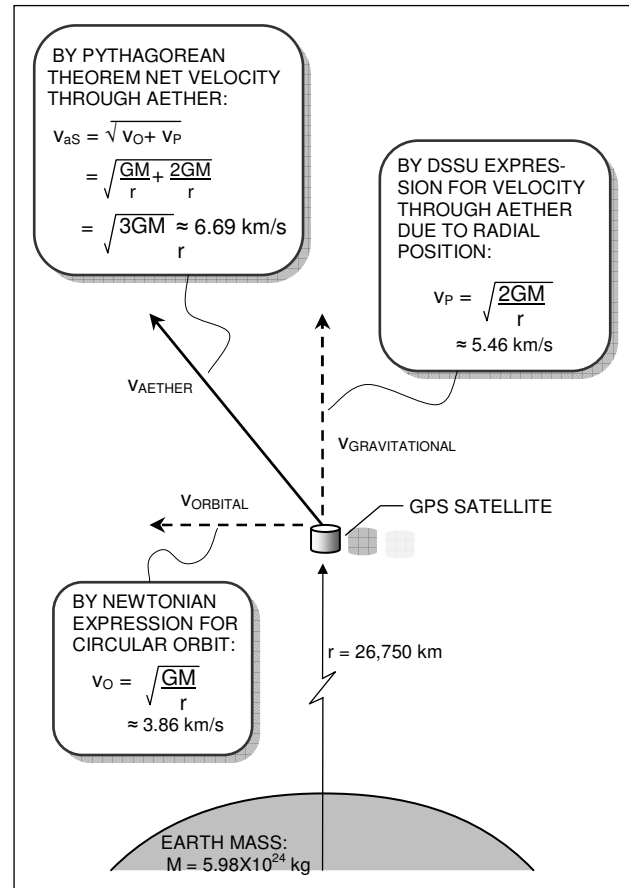 BY PYTHAGOREAN
THEOREM NET VELOCITY
THROUGH AETHER:
vaS = √(vO + vP)
= √(GM/r + 2GM/r)
= √(3GM/r) ≈ 6.69 km/s
BY DSSU EXPRES-
SION FOR VELOCITY
THROUGH AETHER
DUE TO RADIAL
POSITION:
vP = √(2GM/r)
≈ 5.46 km/s
vAETHER
vGRAVITATIONAL
vORBITAL
GPS SATELLITE
BY NEWTONIAN
EXPRESSION FOR
CIRCULAR ORBIT:
vO = √(GM/r)
≈ 3.86 km/s
r = 26,750 km
EARTH MASS:
M = 5.98X10²⁴ kg